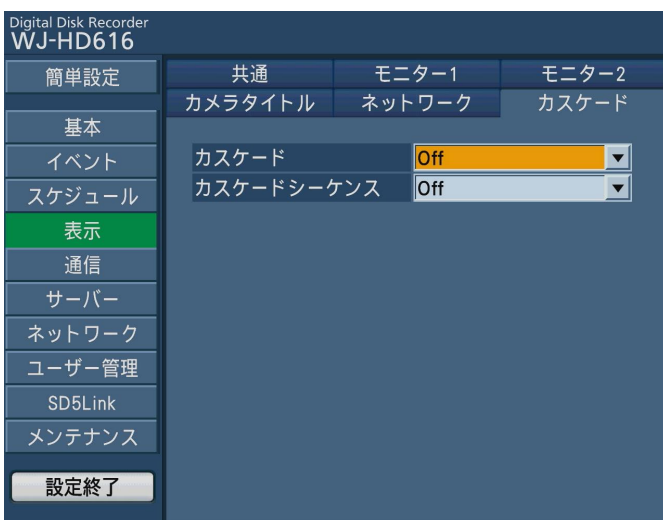 Digital Disk Recorder
WJ-HD616
簡単設定
基本
イベント
スケジュール
表示
通信
サーバー
ネットワーク
ユーザー管理
SD5Link
メンテナンス
設定終了
共通 モニター1 モニター2
カメラタイトル ネットワーク カスケード
カスケード Off
カスケードシーケンス Off